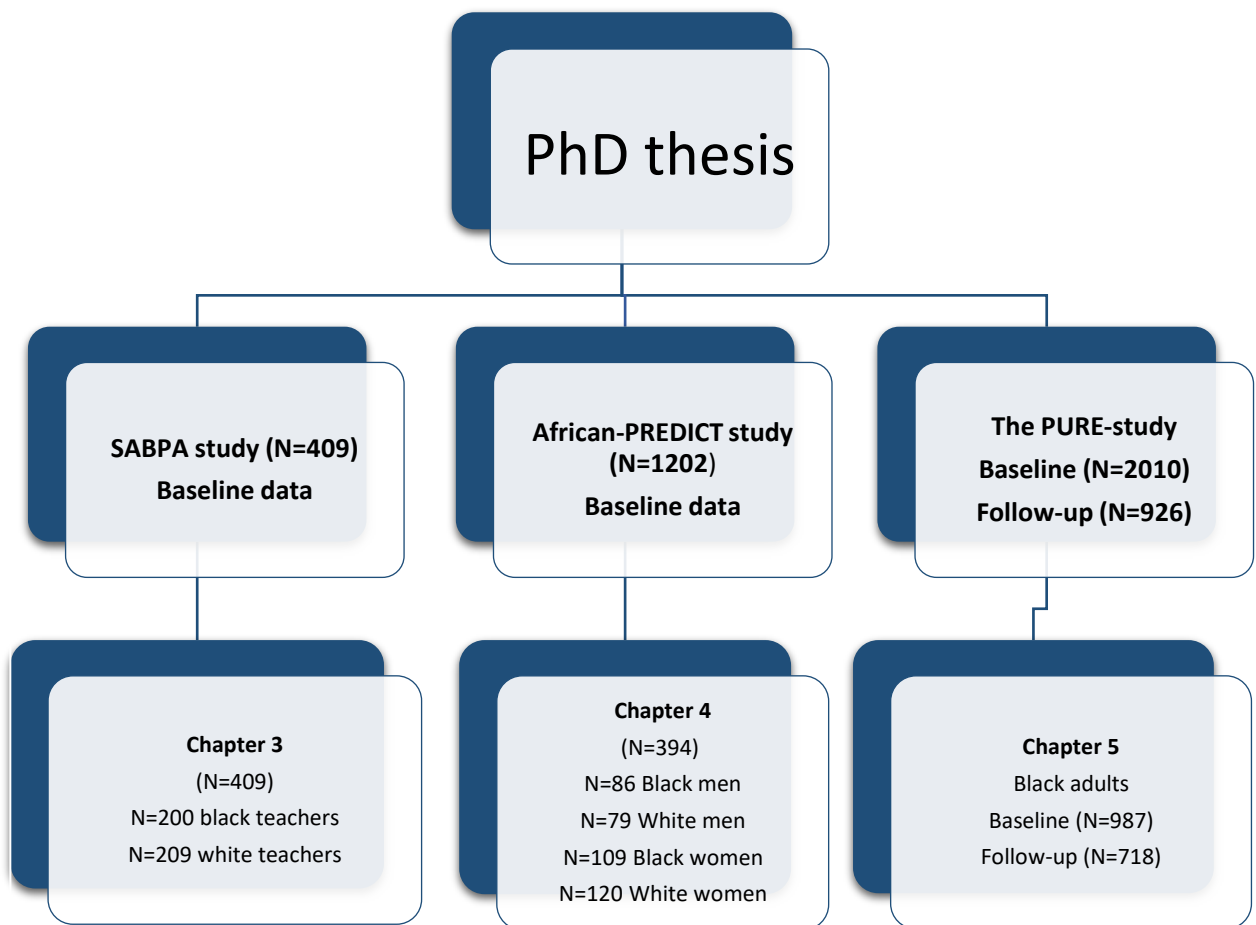 PhD thesis
SABPA study (N=409)
Baseline data
African-PREDICT study
(N=1202)
Baseline data
The PURE-study
Baseline (N=2010)
Follow-up (N=926)
Chapter 3
(N=409)
N=200 black teachers
N=209 white teachers
Chapter 4
(N=394)
N=86 Black men
N=79 White men
N=109 Black women
N=120 White women
Chapter 5
Black adults
Baseline (N=987)
Follow-up (N=718)